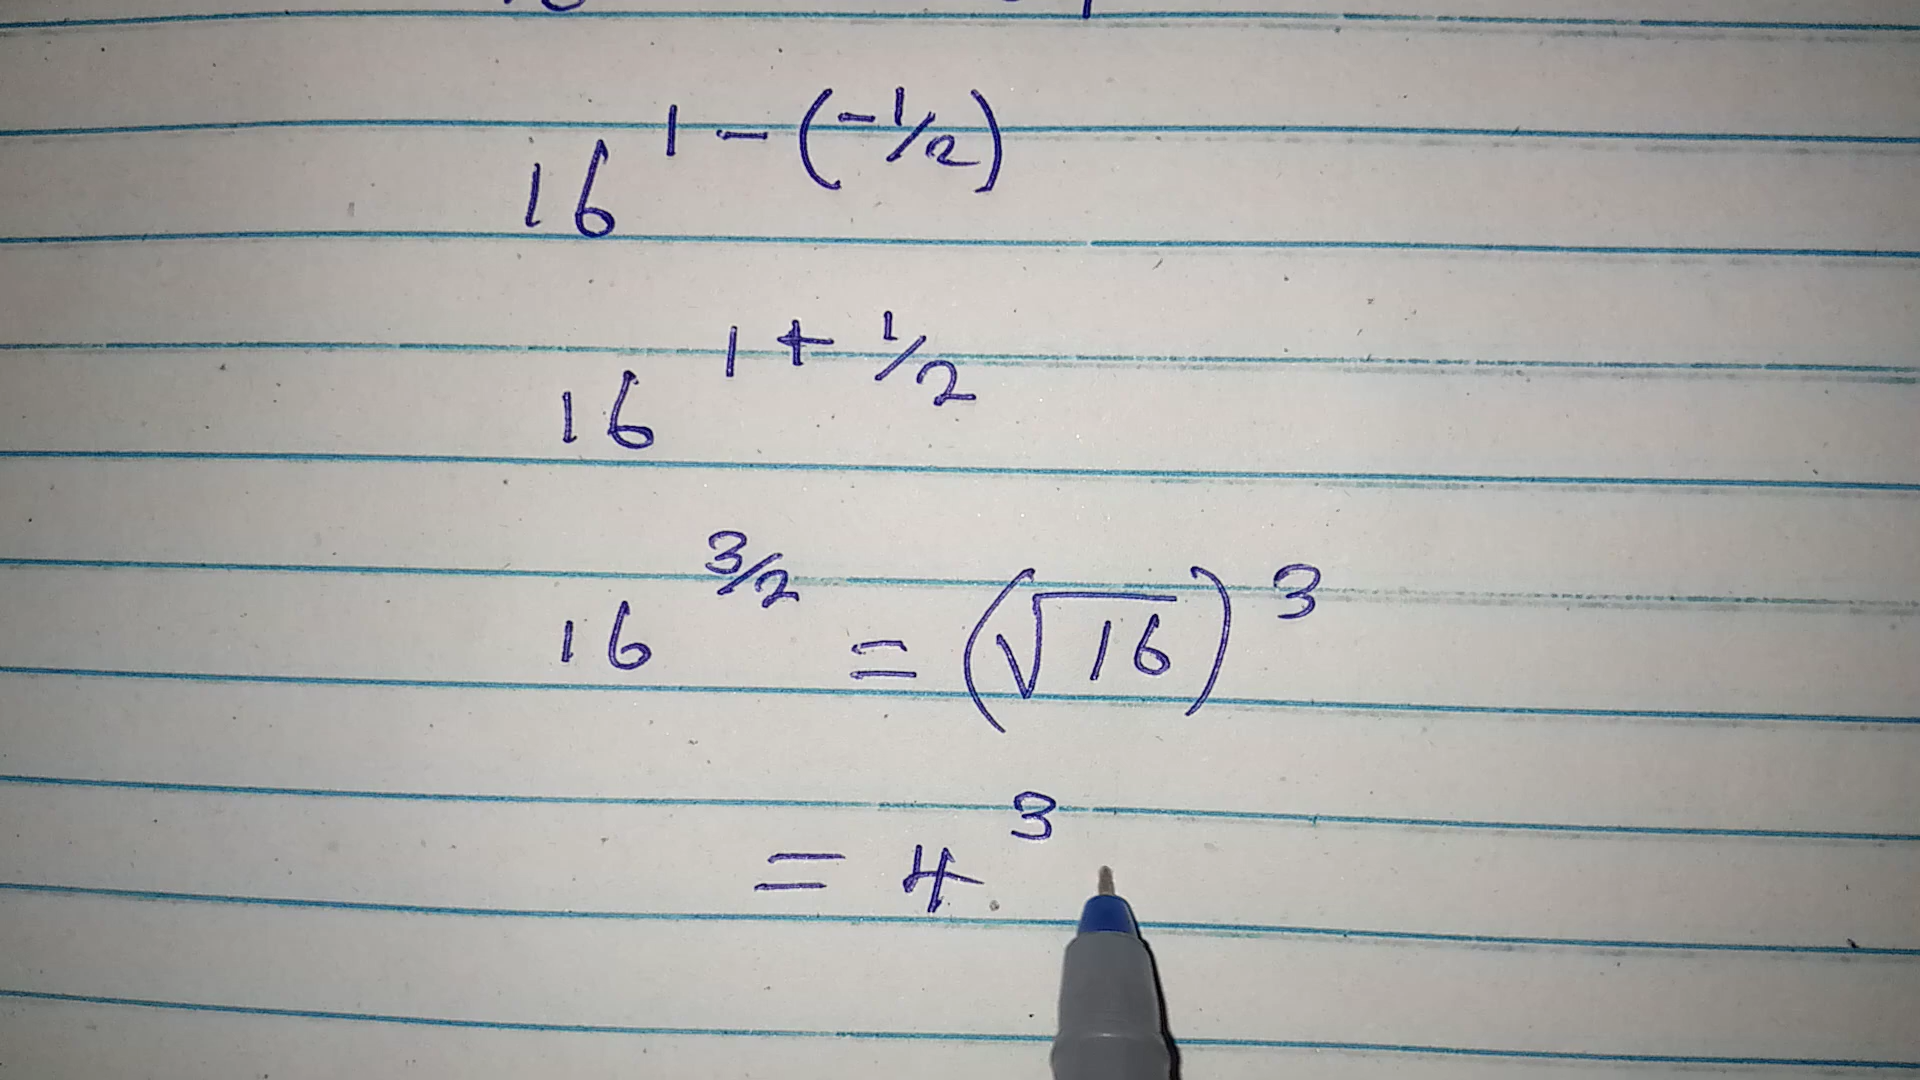 16^1-(-1/2)
16^1+1/2
16^3/2 = (√16)^3
= 4^3